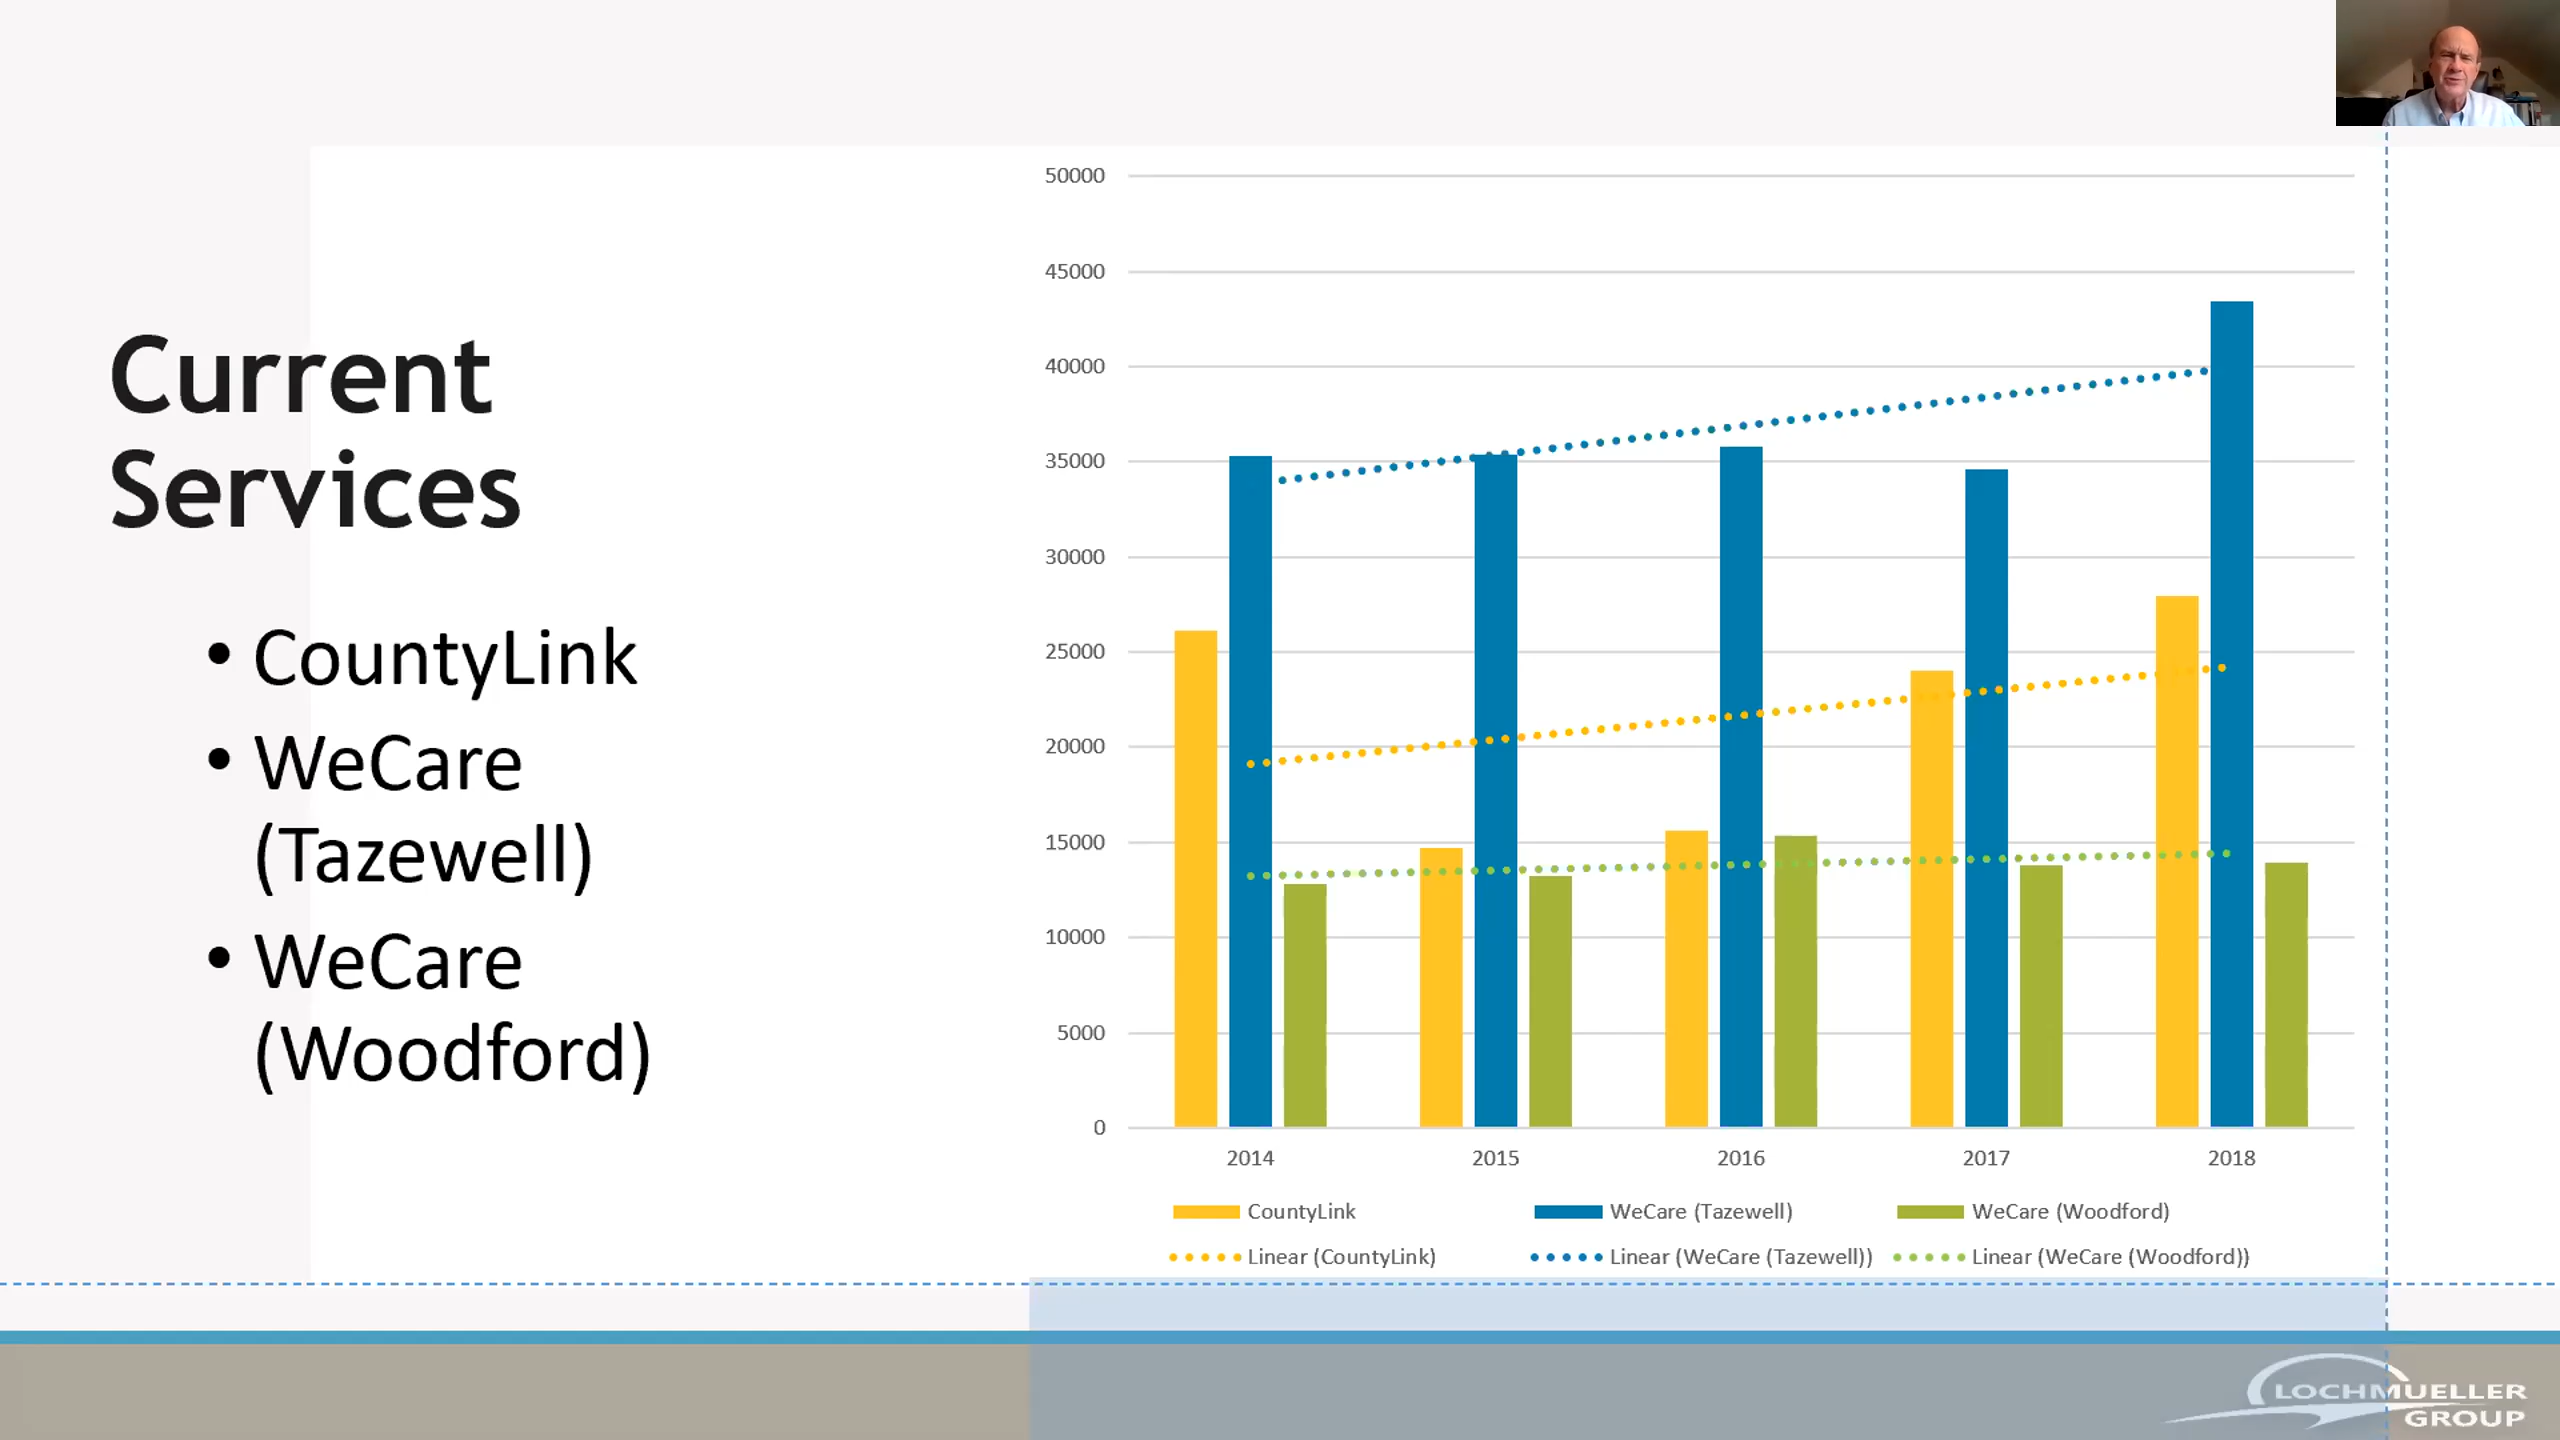 Current
Services
• CountyLink
• WeCare
(Tazewell)
• WeCare
(Woodford)
50000
45000
40000
35000
30000
25000
20000
15000
10000
5000
0
2014 2015 2016 2017 2018
CountyLink WeCare (Tazewell) WeCare (Woodford)
Linear (CountyLink) Linear (WeCare (Tazewell)) Linear (WeCare (Woodford))
LOCHMUELLER
GROUP